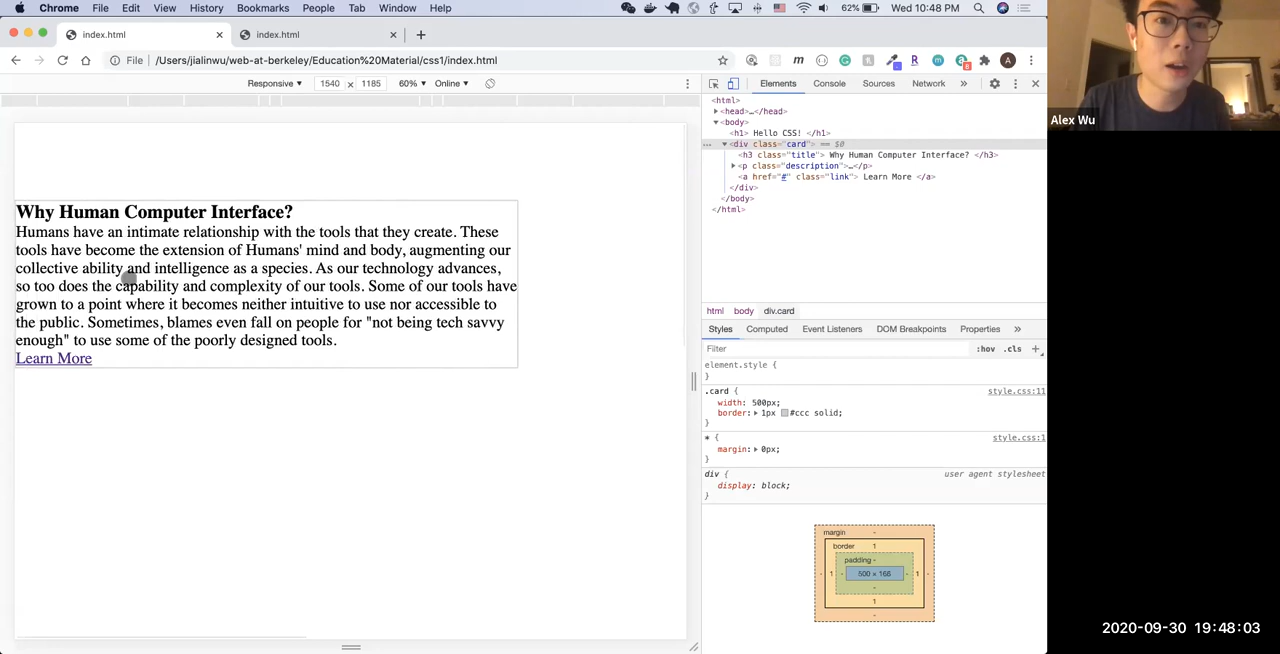 Chrome File Edit View History Bookmarks People Tab Window Help 62% Wed 10:48 PM
index.html × index.html × +
File /Users/jialinwu/web-at-berkeley/Education%20Material/css1/index.html A
Responsive ▾ 1540 × 1185 60% ▾ Online ▾
Elements Console Sources Network »
<html>
▶<head>…</head>
▼<body>
<h1> Hello CSS! </h1>
… ▼<div class="card"> == $0
<h3 class="title"> Why Human Computer Interface? </h3>
▶<p class="description">…</p>
<a href="#" class="link"> Learn More </a>
</div>
</body>
</html>
Why Human Computer Interface?
Humans have an intimate relationship with the tools that they create. These
tools have become the extension of Humans' mind and body, augmenting our
collective ability and intelligence as a species. As our technology advances,
so too does the capability and complexity of our tools. Some of our tools have
grown to a point where it becomes neither intuitive to use nor accessible to
the public. Sometimes, blames even fall on people for "not being tech savvy
enough" to use some of the poorly designed tools.
Learn More
html body div.card
Styles Computed Event Listeners DOM Breakpoints Properties »
Filter :hov .cls +
element.style {
}
.card { style.css:11
width: 500px;
border: ▶ 1px #ccc solid;
}
* { style.css:1
margin: ▶ 0px;
}
div { user agent stylesheet
display: block;
}
margin -
border 1
padding -
- 1 - 500 × 166 - 1 -
-
1
-
Alex Wu
2020-09-30 19:48:03